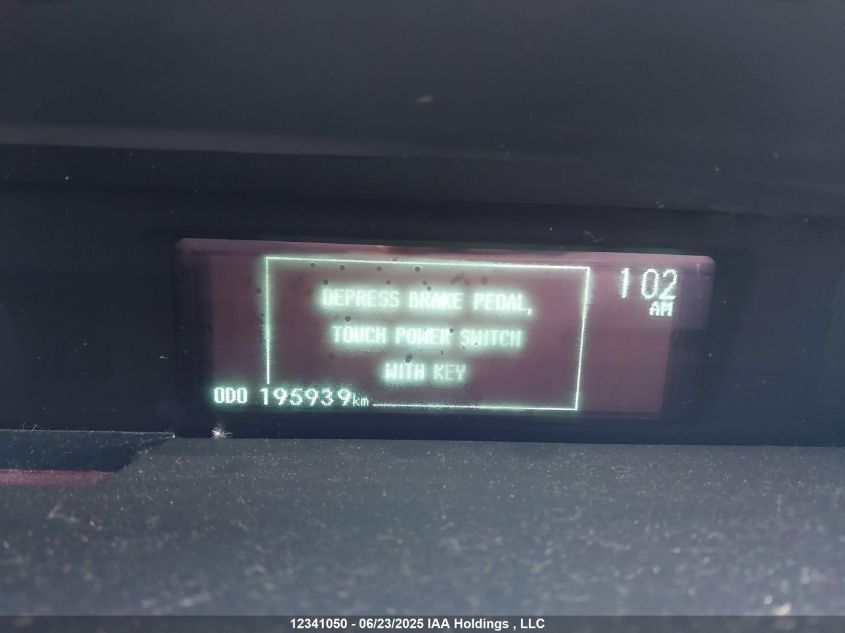 DEPRESS BRAKE PEDAL,
TOUCH POWER SWITCH
WITH KEY
1 02
AM
ODO 195939km
12341050 - 06/23/2025 IAA Holdings , LLC